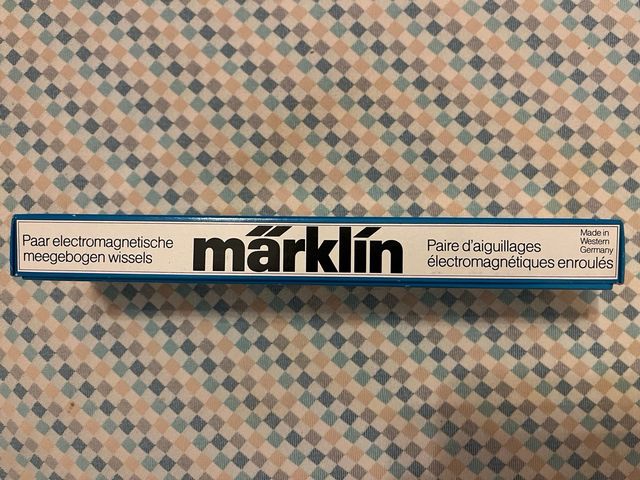 Paar electromagnetische
meegebogen wissels
märklin
Paire d'aiguillages
électromagnétiques enroulés
Made in
Western
Germany